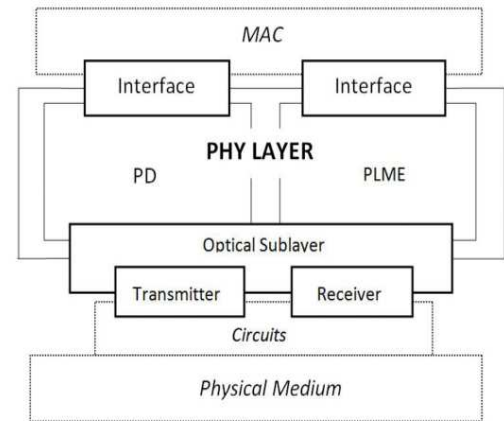 MAC
Interface Interface
PHY LAYER
PD PLME
Optical Sublayer
Transmitter Receiver
Circuits
Physical Medium